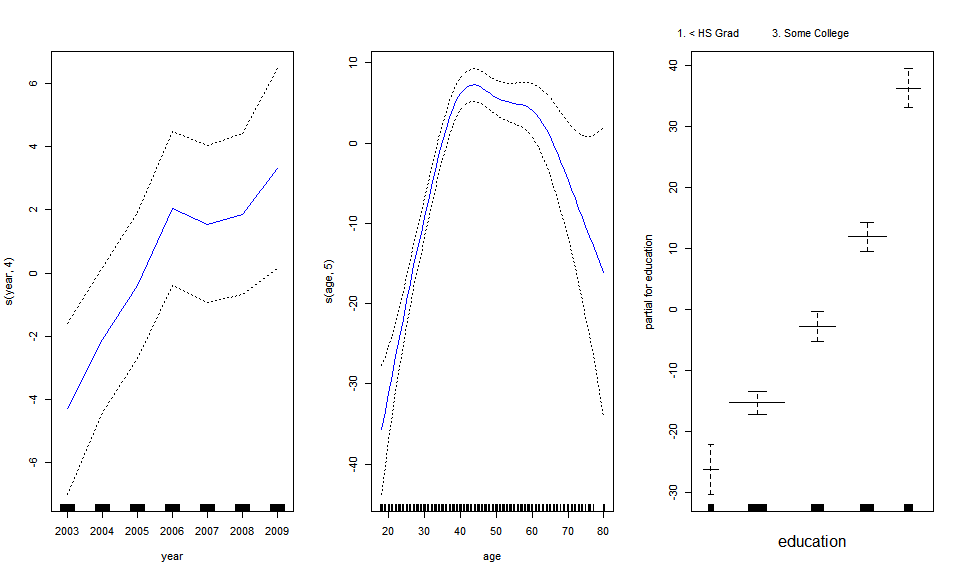 1. < HS Grad 3. Some College
6
4
2
0
-2
-4
-6
s(year, 4)
2003 2004 2005 2006 2007 2008 2009
year
10
0
-10
-20
-30
-40
s(age, 5)
20 30 40 50 60 70 80
age
40
30
20
10
0
-10
-20
-30
partial for education
education